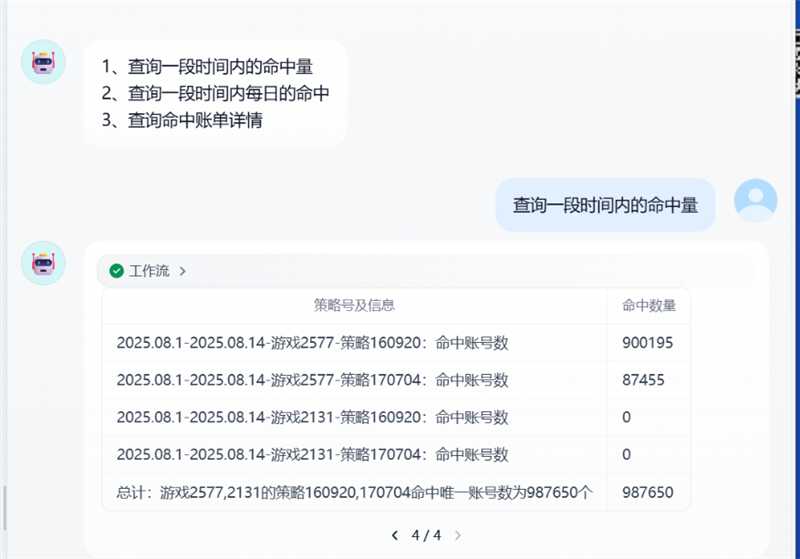 1、查询一段时间内的命中量
2、查询一段时间内每日的命中
3、查询命中账单详情
查询一段时间内的命中量
工作流
策略号及信息 命中数量
2025.08.1-2025.08.14-游戏2577-策略160920：命中账号数 900195
2025.08.1-2025.08.14-游戏2577-策略170704：命中账号数 87455
2025.08.1-2025.08.14-游戏2131-策略160920：命中账号数 0
2025.08.1-2025.08.14-游戏2131-策略170704：命中账号数 0
总计：游戏2577,2131的策略160920,170704命中唯一账号数为987650个 987650
4 / 4